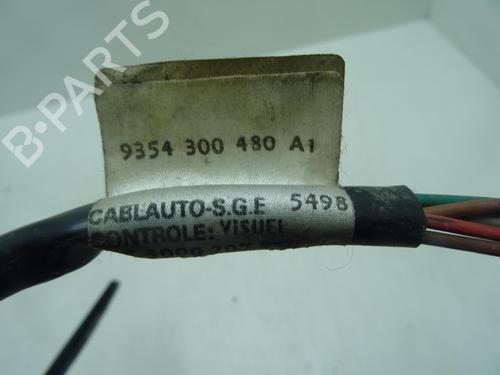 B-PARTS
9354 300 480 A1
CABLAUTO-S.G.E 5498
CONTROLE: VISUEL